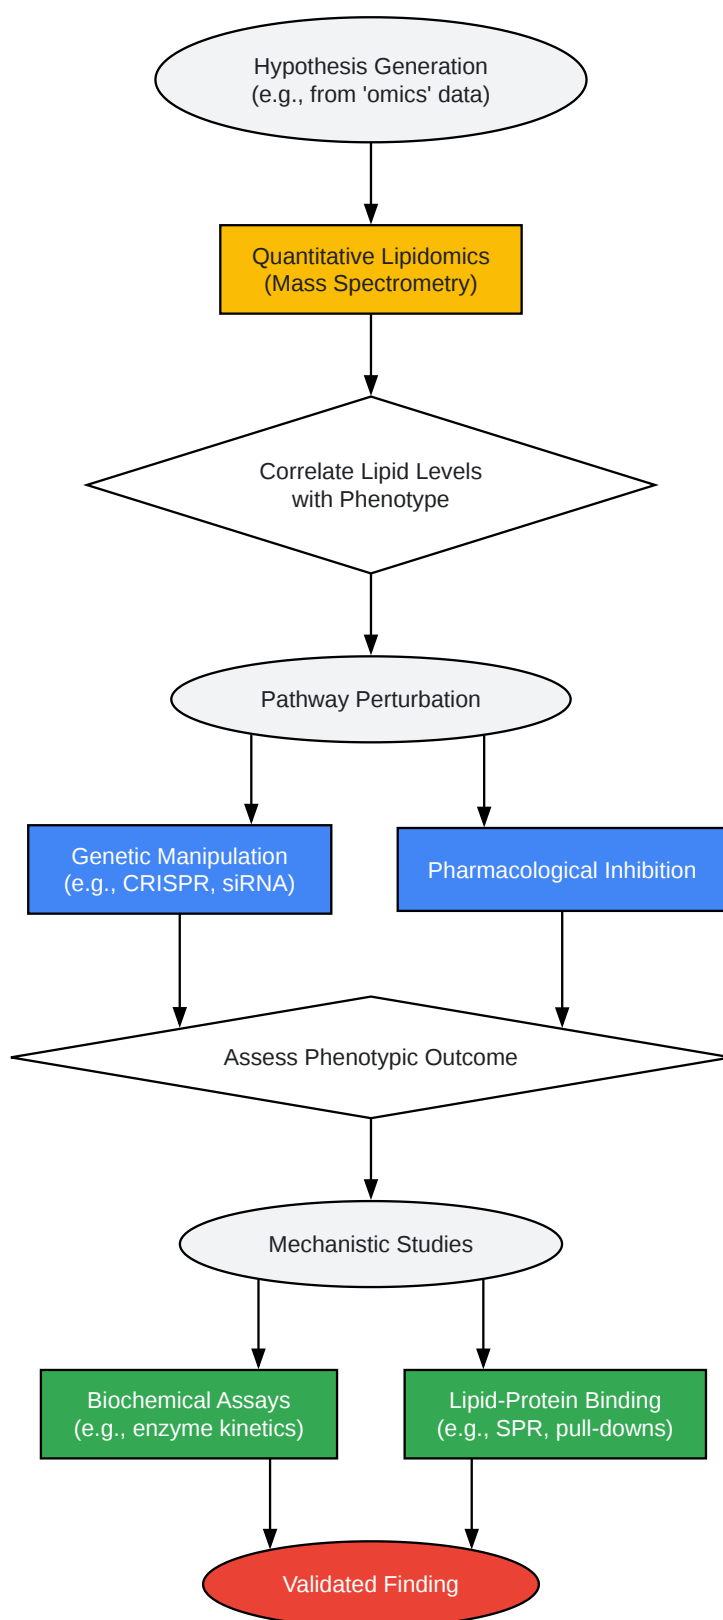 Hypothesis Generation
(e.g., from 'omics' data)
Quantitative Lipidomics
(Mass Spectrometry)
Correlate Lipid Levels
with Phenotype
Pathway Perturbation
Genetic Manipulation
(e.g., CRISPR, siRNA)
Pharmacological Inhibition
Assess Phenotypic Outcome
Mechanistic Studies
Biochemical Assays
(e.g., enzyme kinetics)
Lipid-Protein Binding
(e.g., SPR, pull-downs)
Validated Finding